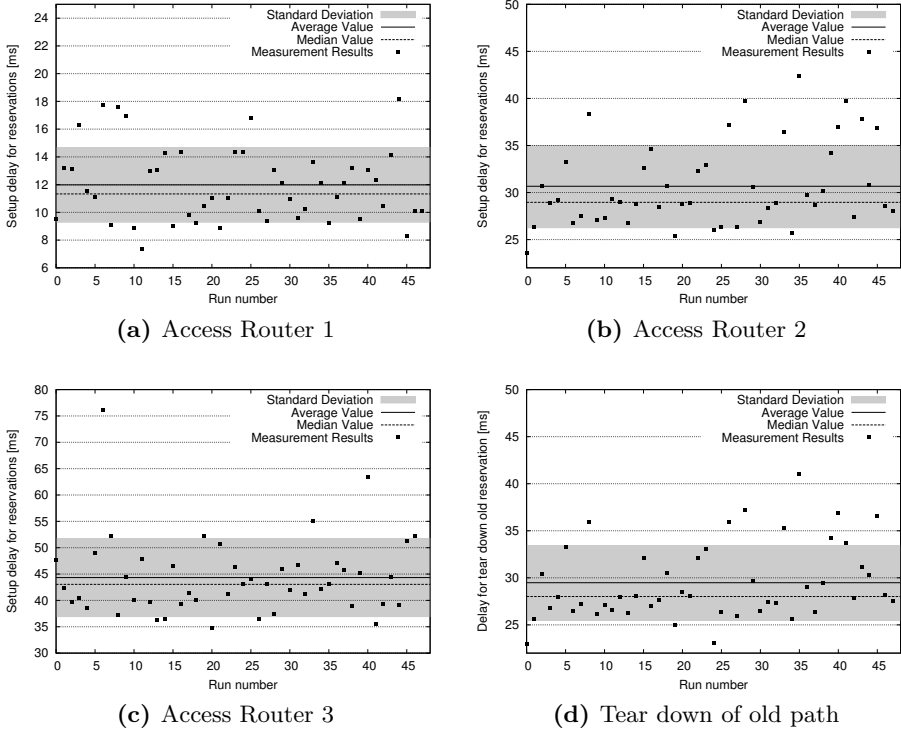 Setup delay for reservations [ms]
24
22
20
18
16
14
12
10
8
6
0 5 10 15 20 25 30 35 40 45
Run number
Standard Deviation
Average Value
Median Value
Measurement Results
(a) Access Router 1
Setup delay for reservations [ms]
50
45
40
35
30
25
0 5 10 15 20 25 30 35 40 45
Run number
Standard Deviation
Average Value
Median Value
Measurement Results
(b) Access Router 2
Setup delay for reservations [ms]
80
75
70
65
60
55
50
45
40
35
30
0 5 10 15 20 25 30 35 40 45
Run number
Standard Deviation
Average Value
Median Value
Measurement Results
(c) Access Router 3
Delay for tear down old reservation [ms]
50
45
40
35
30
25
0 5 10 15 20 25 30 35 40 45
Run number
Standard Deviation
Average Value
Median Value
Measurement Results
(d) Tear down of old path